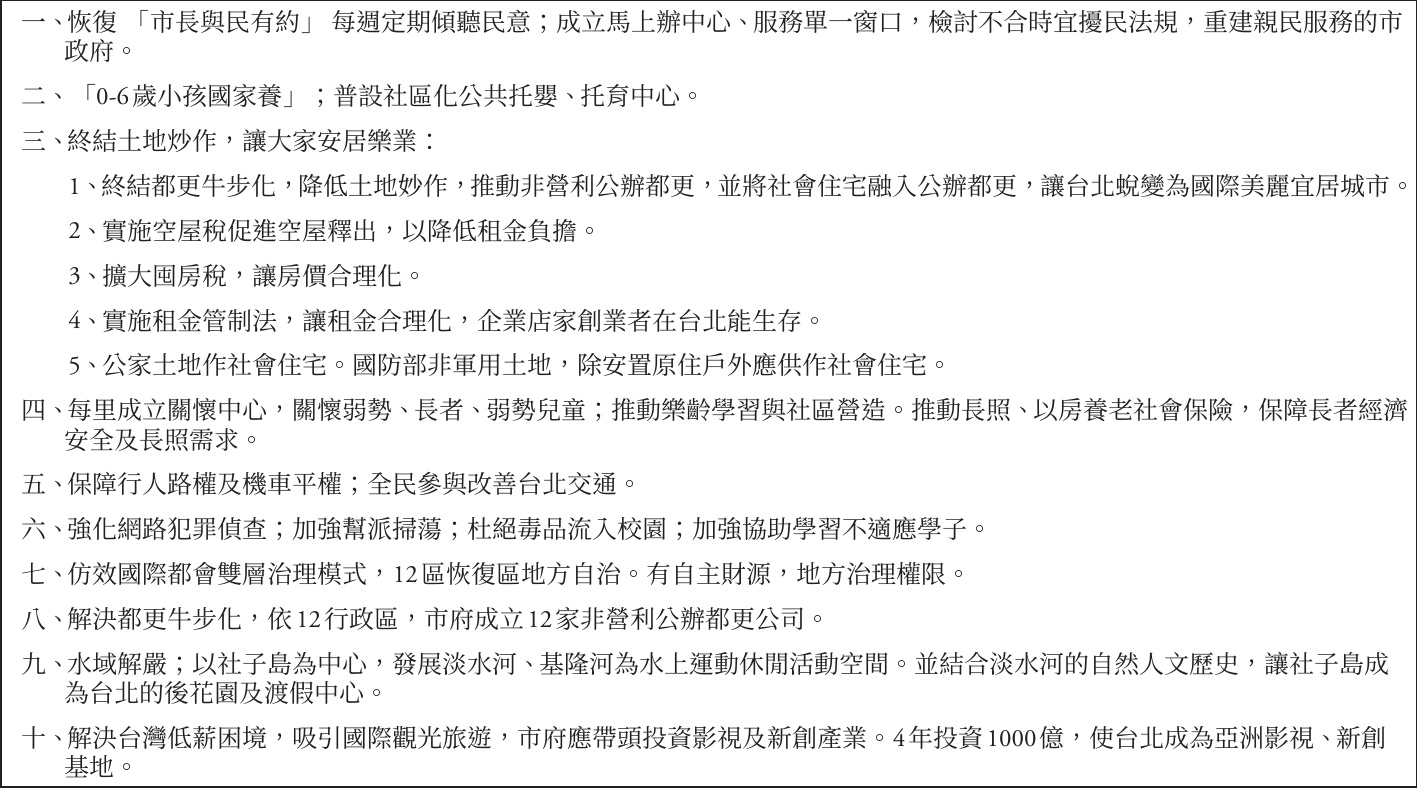 一、恢復 「市長與民有約」 每週定期傾聽民意；成立馬上辦中心、服務單一窗口，檢討不合時宜擾民法規，重建親民服務的市
政府。
二、「0-6歲小孩國家養」；普設社區化公共托嬰、托育中心。
三、終結土地炒作，讓大家安居樂業：
1、終結都更牛步化，降低土地妙作，推動非營利公辦都更，並將社會住宅融入公辦都更，讓台北蛻變為國際美麗宜居城市。
2、實施空屋稅促進空屋釋出，以降低租金負擔。
3、擴大囤房稅，讓房價合理化。
4、實施租金管制法，讓租金合理化，企業店家創業者在台北能生存。
5、公家土地作社會住宅。國防部非軍用土地，除安置原住戶外應供作社會住宅。
四、每里成立關懷中心，關懷弱勢、長者、弱勢兒童；推動樂齡學習與社區營造。推動長照、以房養老社會保險，保障長者經濟
安全及長照需求。
五、保障行人路權及機車平權；全民參與改善台北交通。
六、強化網路犯罪偵查；加強幫派掃蕩；杜絕毒品流入校園；加強協助學習不適應學子。
七、仿效國際都會雙層治理模式，12區恢復區地方自治。有自主財源，地方治理權限。
八、解決都更牛步化，依12行政區，市府成立12家非營利公辦都更公司。
九、水域解嚴；以社子島為中心，發展淡水河、基隆河為水上運動休閒活動空間。並結合淡水河的自然人文歷史，讓社子島成
為台北的後花園及渡假中心。
十、解決台灣低薪困境，吸引國際觀光旅遊，市府應帶頭投資影視及新創產業。4年投資1000億，使台北成為亞洲影視、新創
基地。